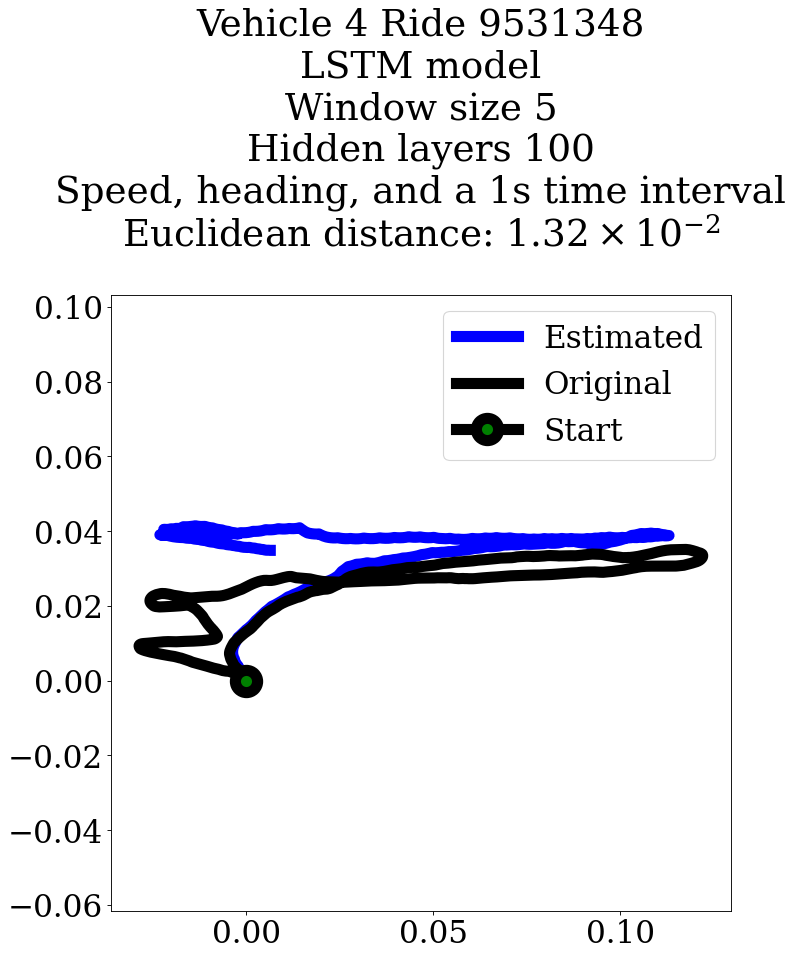 Vehicle 4 Ride 9531348
LSTM model
Window size 5
Hidden layers 100
Speed, heading, and a 1s time interval
Euclidean distance: 1.32 × 10⁻²
Estimated
Original
Start
0.10
0.08
0.06
0.04
0.02
0.00
−0.02
−0.04
−0.06
0.00 0.05 0.10